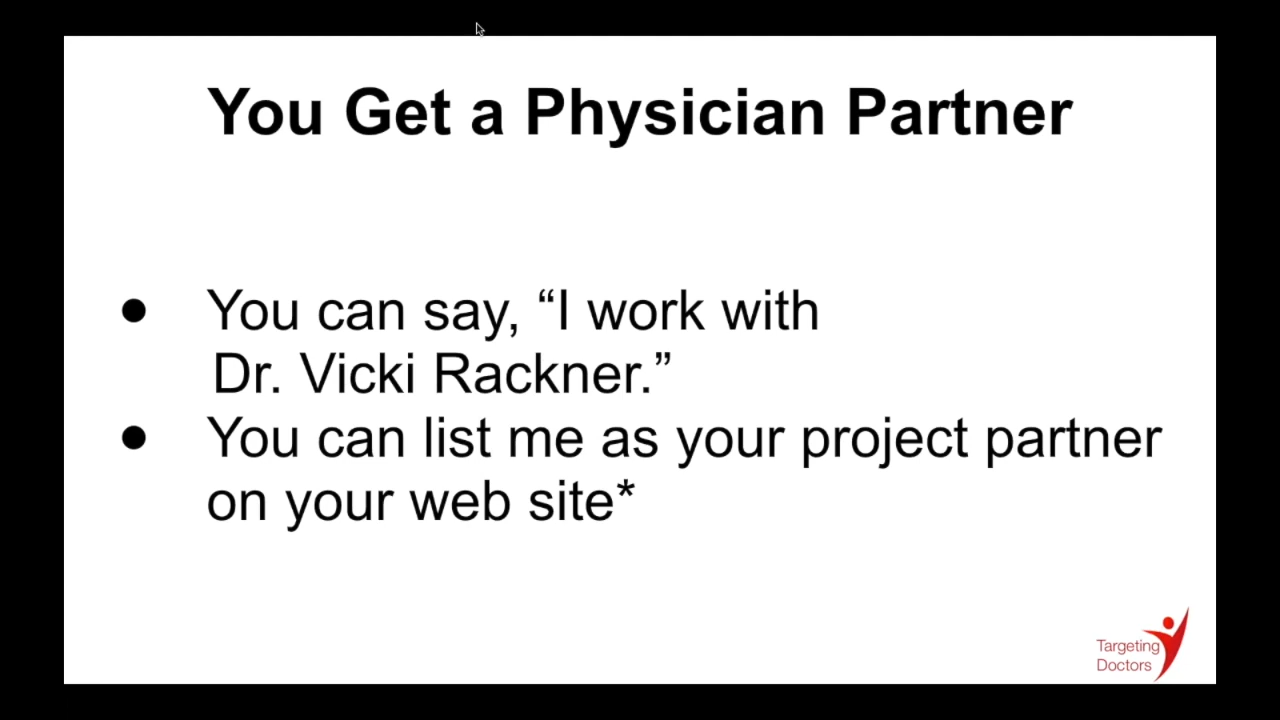 You Get a Physician Partner
● You can say, “I work with
Dr. Vicki Rackner.”
● You can list me as your project partner
on your web site*
Targeting
Doctors